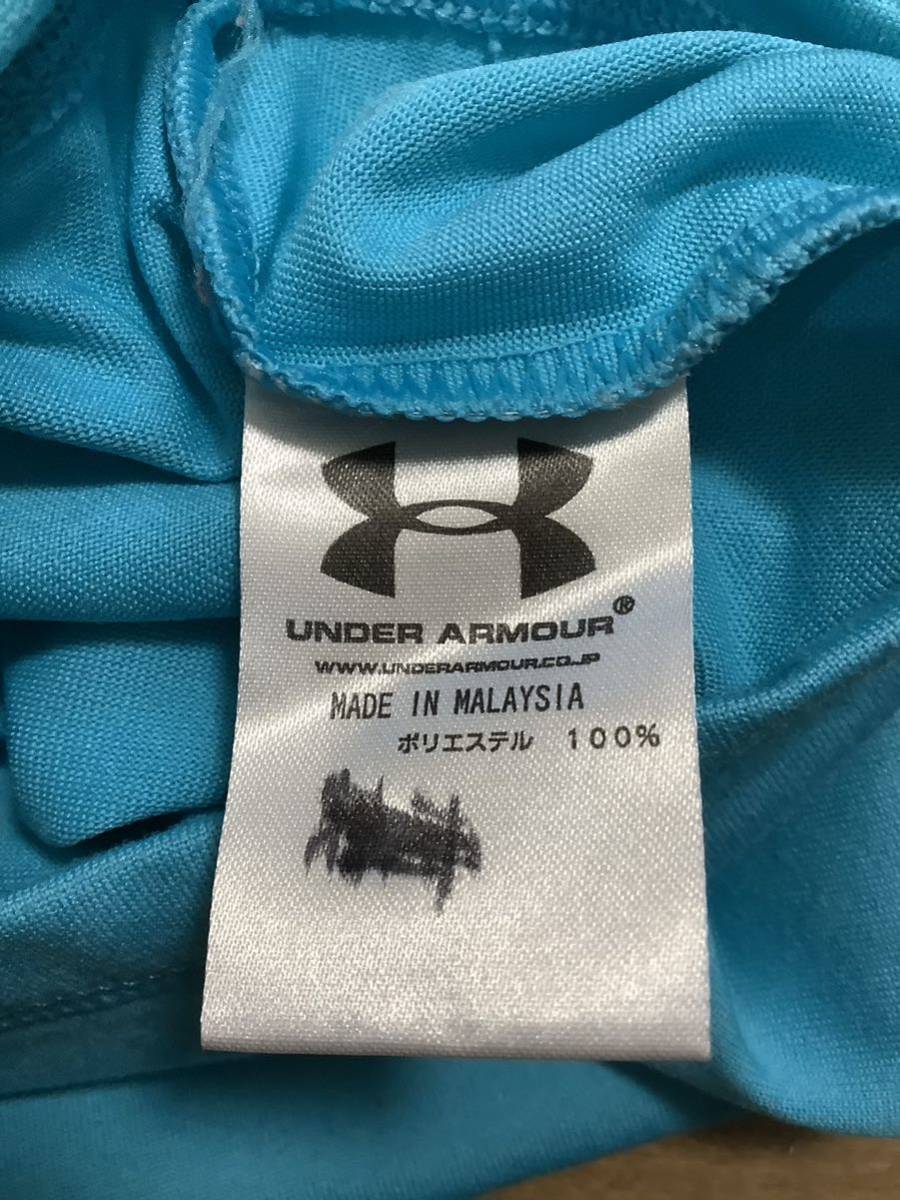 UNDER ARMOUR®
WWW.UNDERARMOUR.CO.JP
MADE IN MALAYSIA
ポリエステル 100%